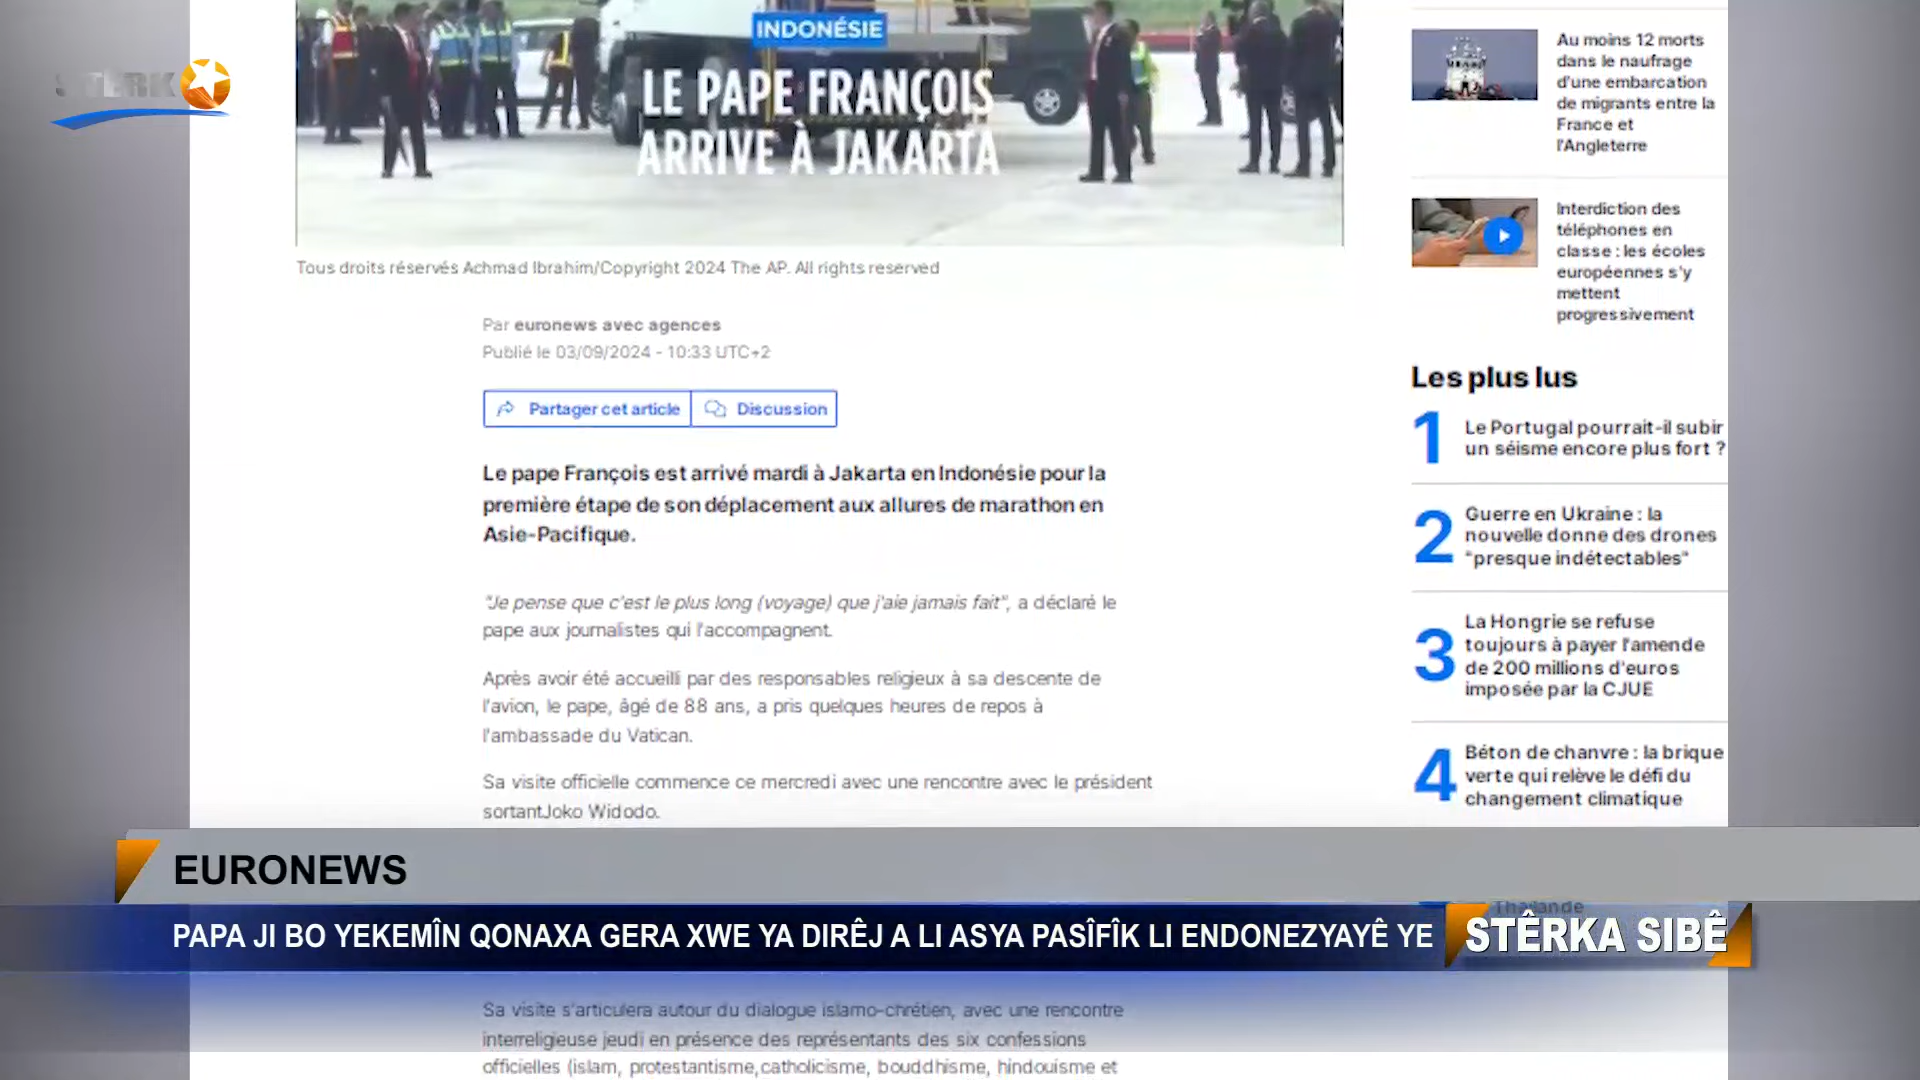 STÊRK
INDONÉSIE
LE PAPE FRANÇOIS
ARRIVE À JAKARTA
Tous droits réservés Achmad Ibrahim/Copyright 2024 The AP. All rights reserved
Par euronews avec agences
Publié le 03/09/2024 - 10:33 UTC+2
Partager cet article
Discussion
Le pape François est arrivé mardi à Jakarta en Indonésie pour la
première étape de son déplacement aux allures de marathon en
Asie-Pacifique.
"Je pense que c'est le plus long (voyage) que j'aie jamais fait", a déclaré le
pape aux journalistes qui l'accompagnent.
Après avoir été accueilli par des responsables religieux à sa descente de
l'avion, le pape, âgé de 88 ans, a pris quelques heures de repos à
l'ambassade du Vatican.
Sa visite officielle commence ce mercredi avec une rencontre avec le président
sortantJoko Widodo.
Sa visite s'articulera autour du dialogue islamo-chrétien, avec une rencontre
interreligieuse jeudi en présence des représentants des six confessions
officielles (islam, protestantisme,catholicisme, bouddhisme, hindouisme et
Au moins 12 morts
dans le naufrage
d'une embarcation
de migrants entre la
France et
l'Angleterre
Interdiction des
téléphones en
classe : les écoles
européennes s'y
mettent
progressivement
Les plus lus
1
Le Portugal pourrait-il subir
un séisme encore plus fort ?
2
Guerre en Ukraine : la
nouvelle donne des drones
"presque indétectables"
3
La Hongrie se refuse
toujours à payer l'amende
de 200 millions d'euros
imposée par la CJUE
4
Béton de chanvre : la brique
verte qui relève le défi du
changement climatique
Thaïlande
EURONEWS
PAPA JI BO YEKEMÎN QONAXA GERA XWE YA DIRÊJ A LI ASYA PASÎFÎK LI ENDONEZYAYÊ YE
STÊRKA SIBÊ